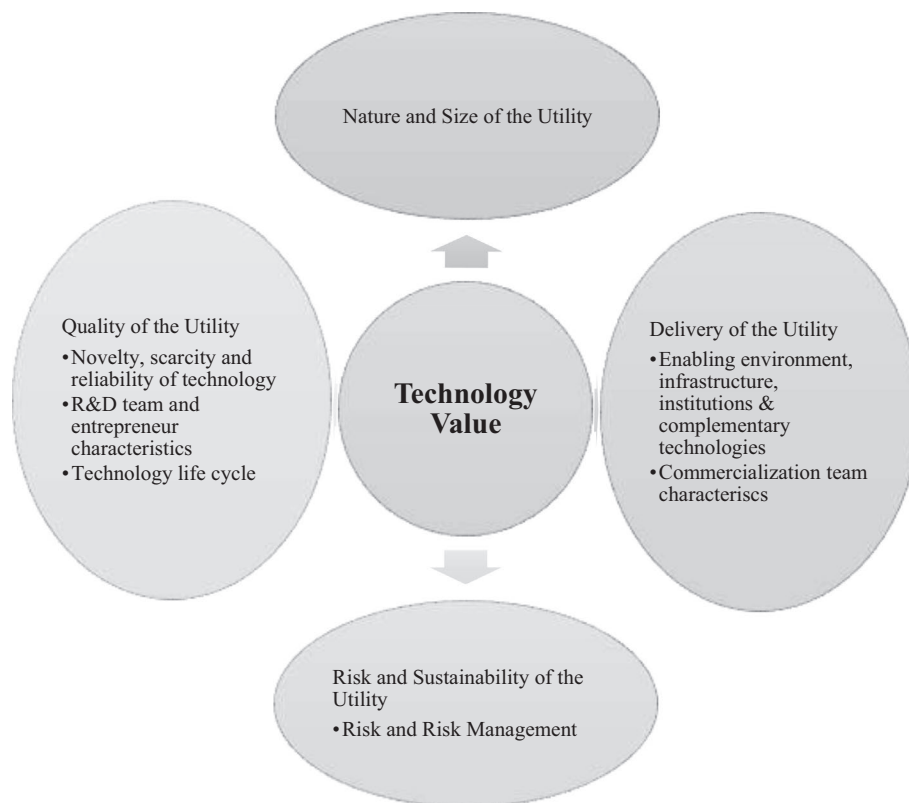 Nature and Size of the Utility
Quality of the Utility
•Novelty, scarcity and
reliability of technology
•R&D team and
entrepreneur
characteristics
•Technology life cycle
Technology
Value
Delivery of the Utility
•Enabling environment,
infrastructure,
institutions &
complementary
technologies
•Commercialization team
characteriscs
Risk and Sustainability of the
Utility
•Risk and Risk Management